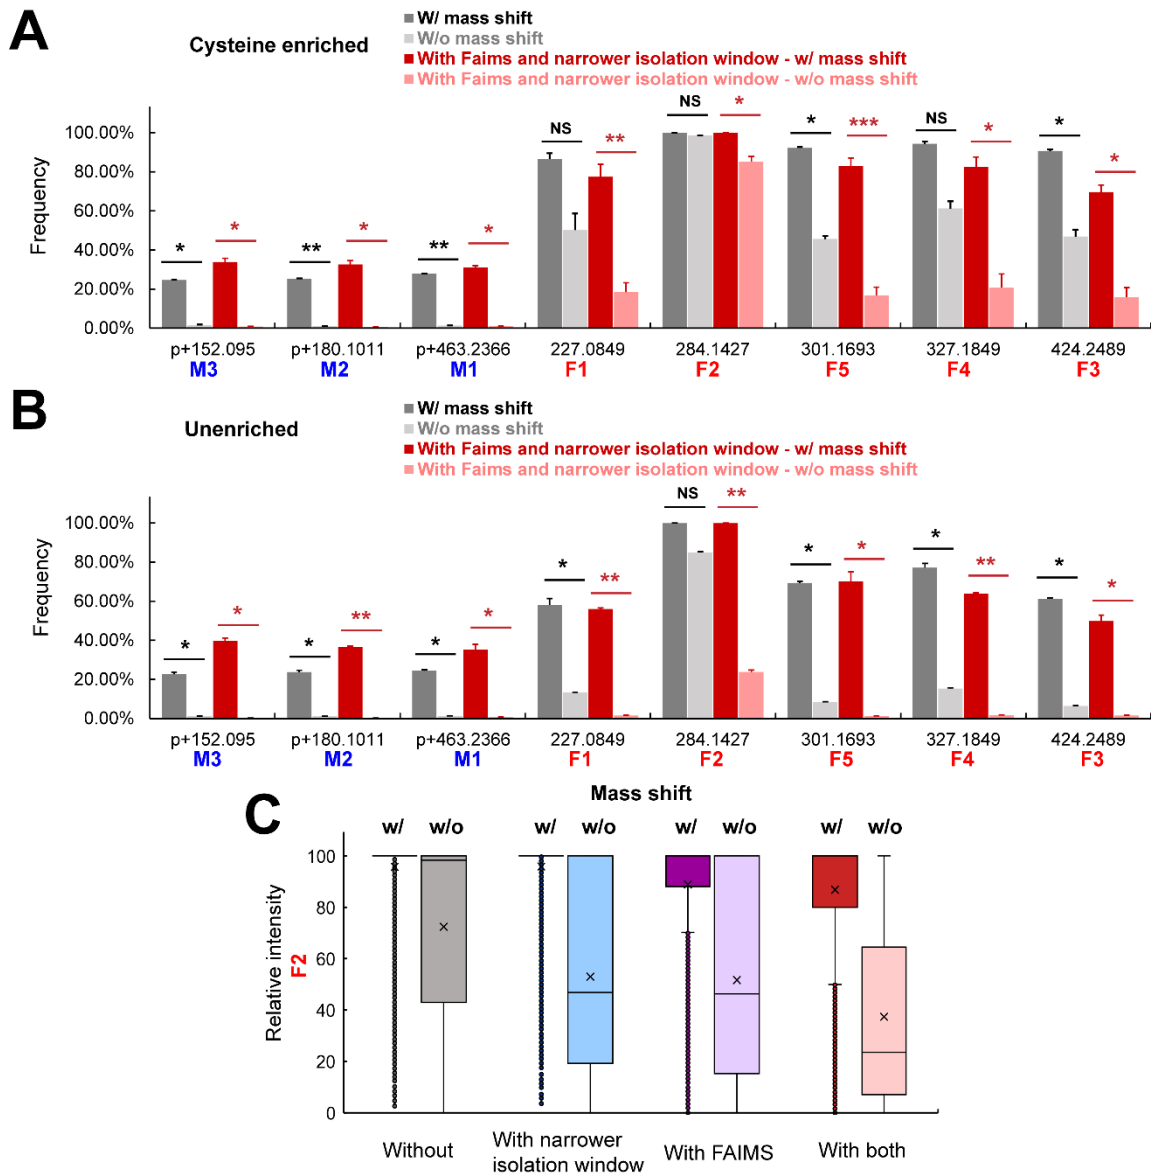 A
Cysteine enriched
W/ mass shift
W/o mass shift
With Faims and narrower isolation window - w/ mass shift
With Faims and narrower isolation window - w/o mass shift
Frequency
100.00%
80.00%
60.00%
40.00%
20.00%
0.00%
* * ** * ** * NS ** NS * * *** NS * * *
p+152.095 p+180.1011 p+463.2366 227.0849 284.1427 301.1693 327.1849 424.2489
M3 M2 M1 F1 F2 F5 F4 F3
B
Unenriched
W/ mass shift
W/o mass shift
With Faims and narrower isolation window - w/ mass shift
With Faims and narrower isolation window - w/o mass shift
Frequency
100.00%
80.00%
60.00%
40.00%
20.00%
0.00%
* * * ** * * * ** NS ** * * * ** * *
p+152.095 p+180.1011 p+463.2366 227.0849 284.1427 301.1693 327.1849 424.2489
M3 M2 M1 F1 F2 F5 F4 F3
C
Mass shift
w/ w/o w/ w/o w/ w/o w/ w/o
Relative intensity
F2
100
80
60
40
20
0
Without
With narrower
isolation window
With FAIMS
With both